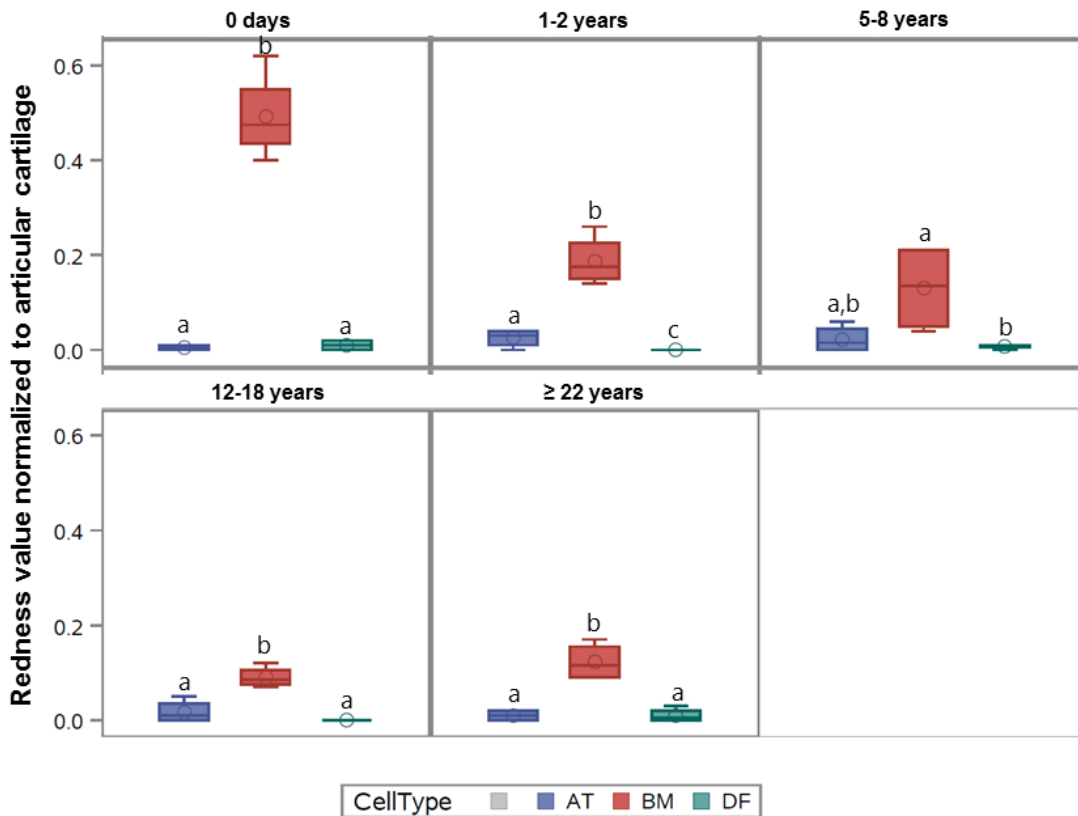 Redness value normalized to articular cartilage
0 days
1-2 years
5-8 years
0.6
0.4
0.2
0.0
b
a
a
b
a
c
a
a,b
b
12-18 years
≥ 22 years
0.6
0.4
0.2
0.0
b
a
a
b
a
a
CellType AT BM DF